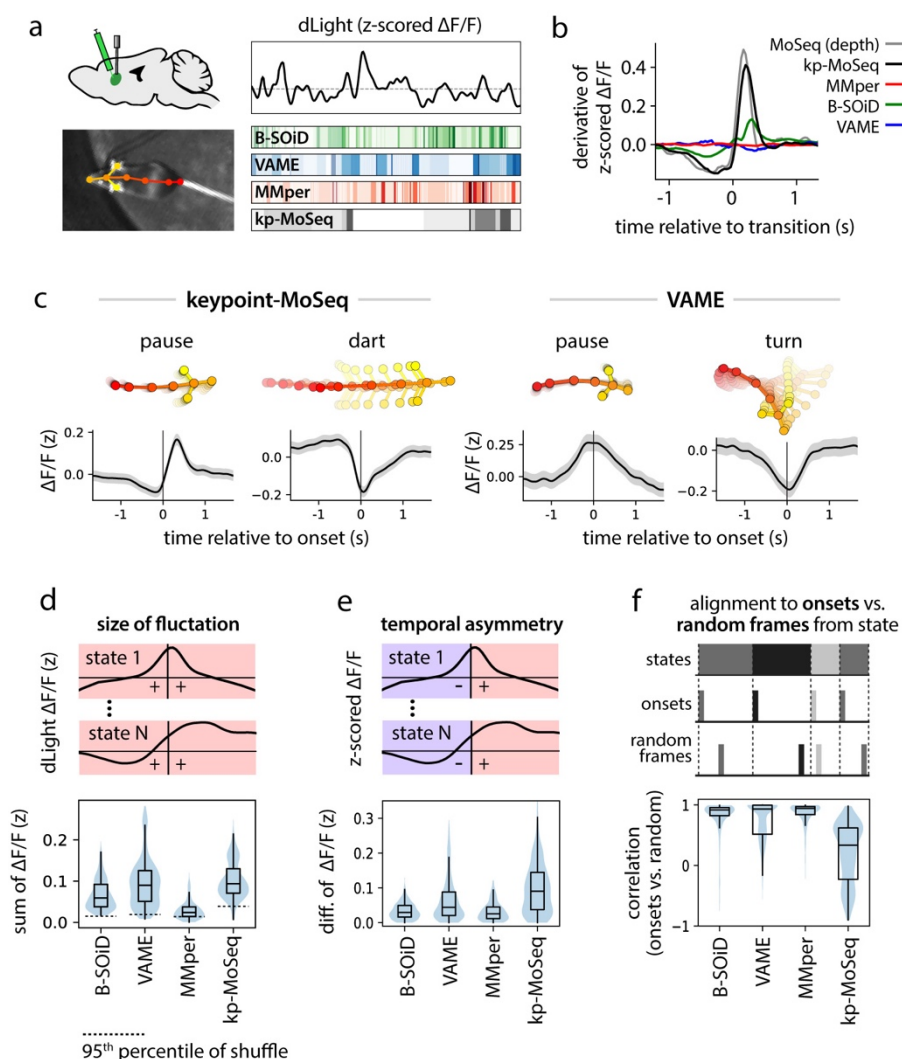 a
dLight (z-scored ΔF/F)
B-SOiD
VAME
MMper
kp-MoSeq
b
derivative of
z-scored ΔF/F
0.4
0.2
0.0
MoSeq (depth)
kp-MoSeq
MMper
B-SOiD
VAME
-1 0 1
time relative to transition (s)
c
keypoint-MoSeq
VAME
pause
dart
pause
turn
ΔF/F (z)
0.2
0.0
-1 0 1
0.0
−0.2
-1 0 1
time relative to onset (s)
ΔF/F (z)
0.25
0.00
-1 0 1
0.0
−0.2
-1 0 1
time relative to onset (s)
d
size of fluctation
dLight ΔF/F (z)
state 1
+ +
state N
+ +
sum of ΔF/F (z)
0.2
0.1
0.0
B-SOiD
VAME
MMper
kp-MoSeq
95th percentile of shuffle
e
temporal asymmetry
z-scored ΔF/F
state 1
- +
state N
- +
diff. of ΔF/F (z)
0.3
0.2
0.1
0.0
B-SOiD
VAME
MMper
kp-MoSeq
f
alignment to onsets vs.
random frames from state
states
onsets
random
frames
correlation
(onsets vs. random)
1
0
−1
B-SOiD
VAME
MMper
kp-MoSeq